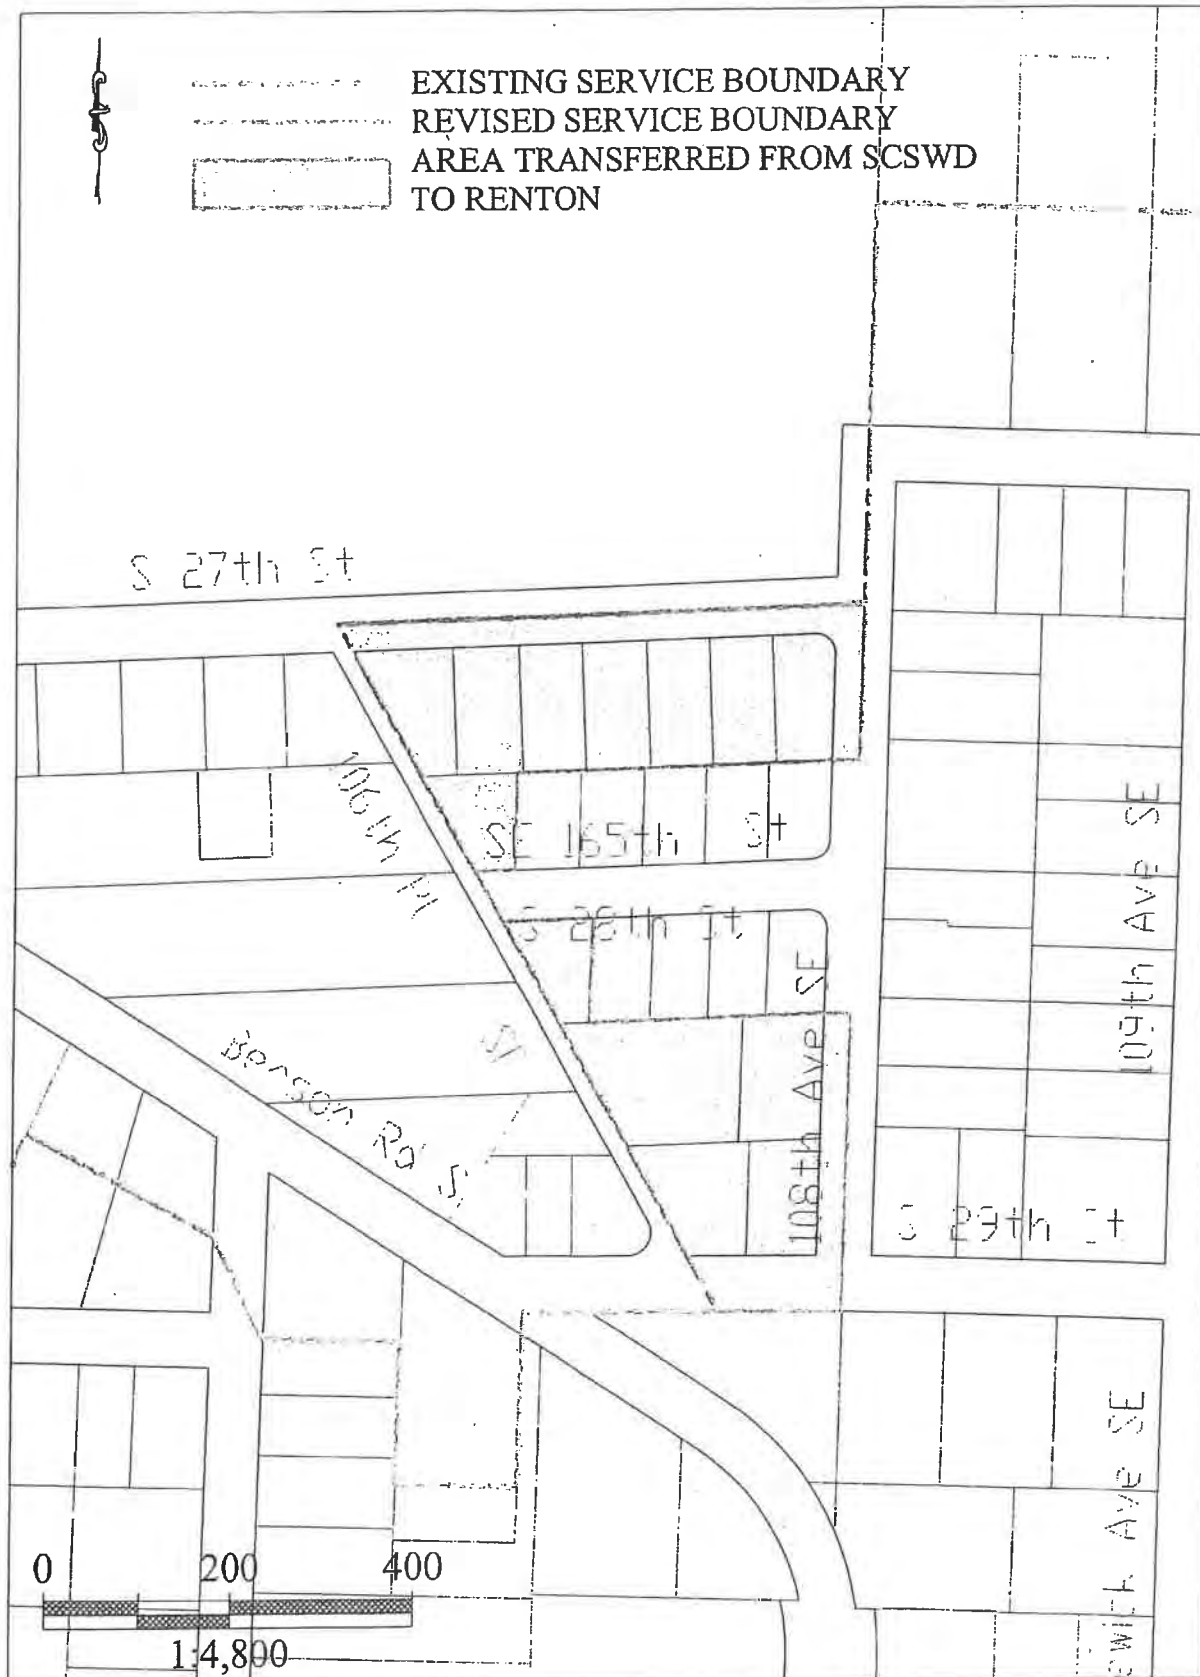 EXISTING SERVICE BOUNDARY
REVISED SERVICE BOUNDARY
AREA TRANSFERRED FROM SCSWD
TO RENTON
S 27th St
106th Pl
SE 165th St
S 28th St
SE
108th Ave
109th Ave SE
Benson Rd S
S 29th St
Ave SE
0 200 400
1:4,800